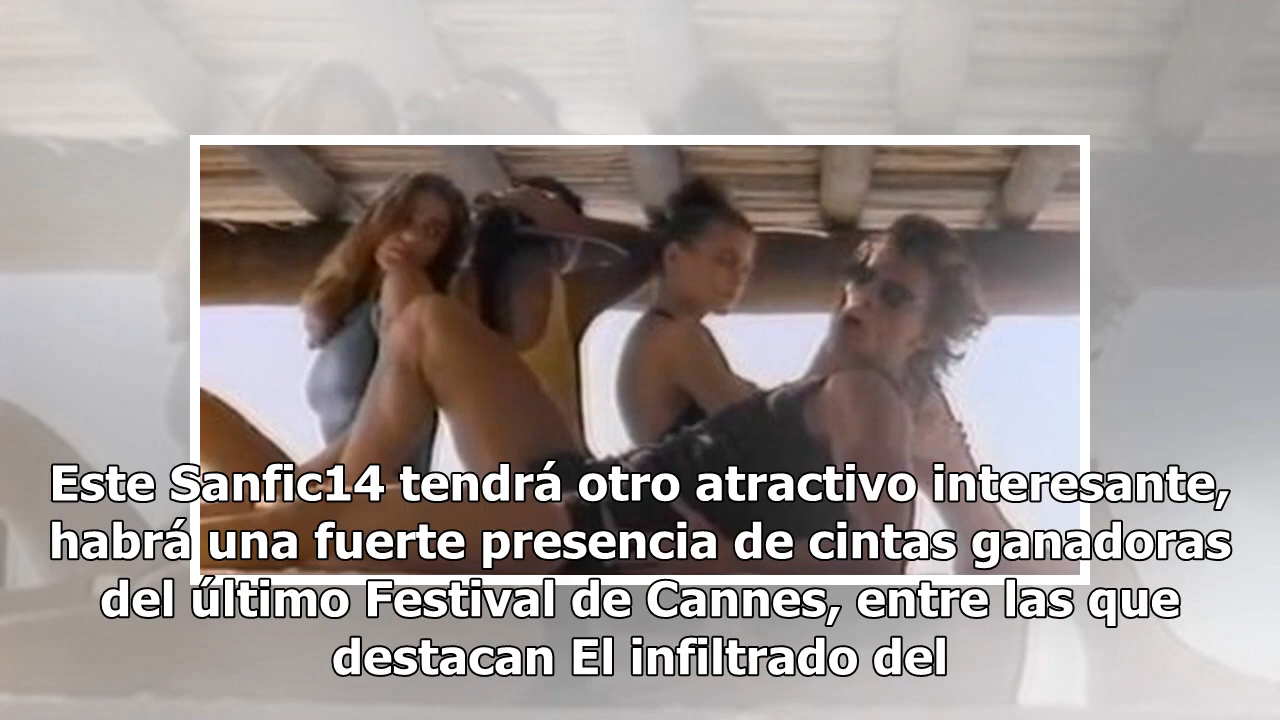 Este Sanfic14 tendrá otro atractivo interesante,
habrá una fuerte presencia de cintas ganadoras
del último Festival de Cannes, entre las que
destacan El infiltrado del